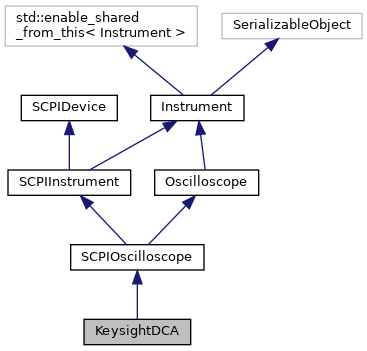 std::enable_shared
_from_this< Instrument >
SerializableObject
SCPIDevice
Instrument
SCPIInstrument
Oscilloscope
SCPIOscilloscope
KeysightDCA